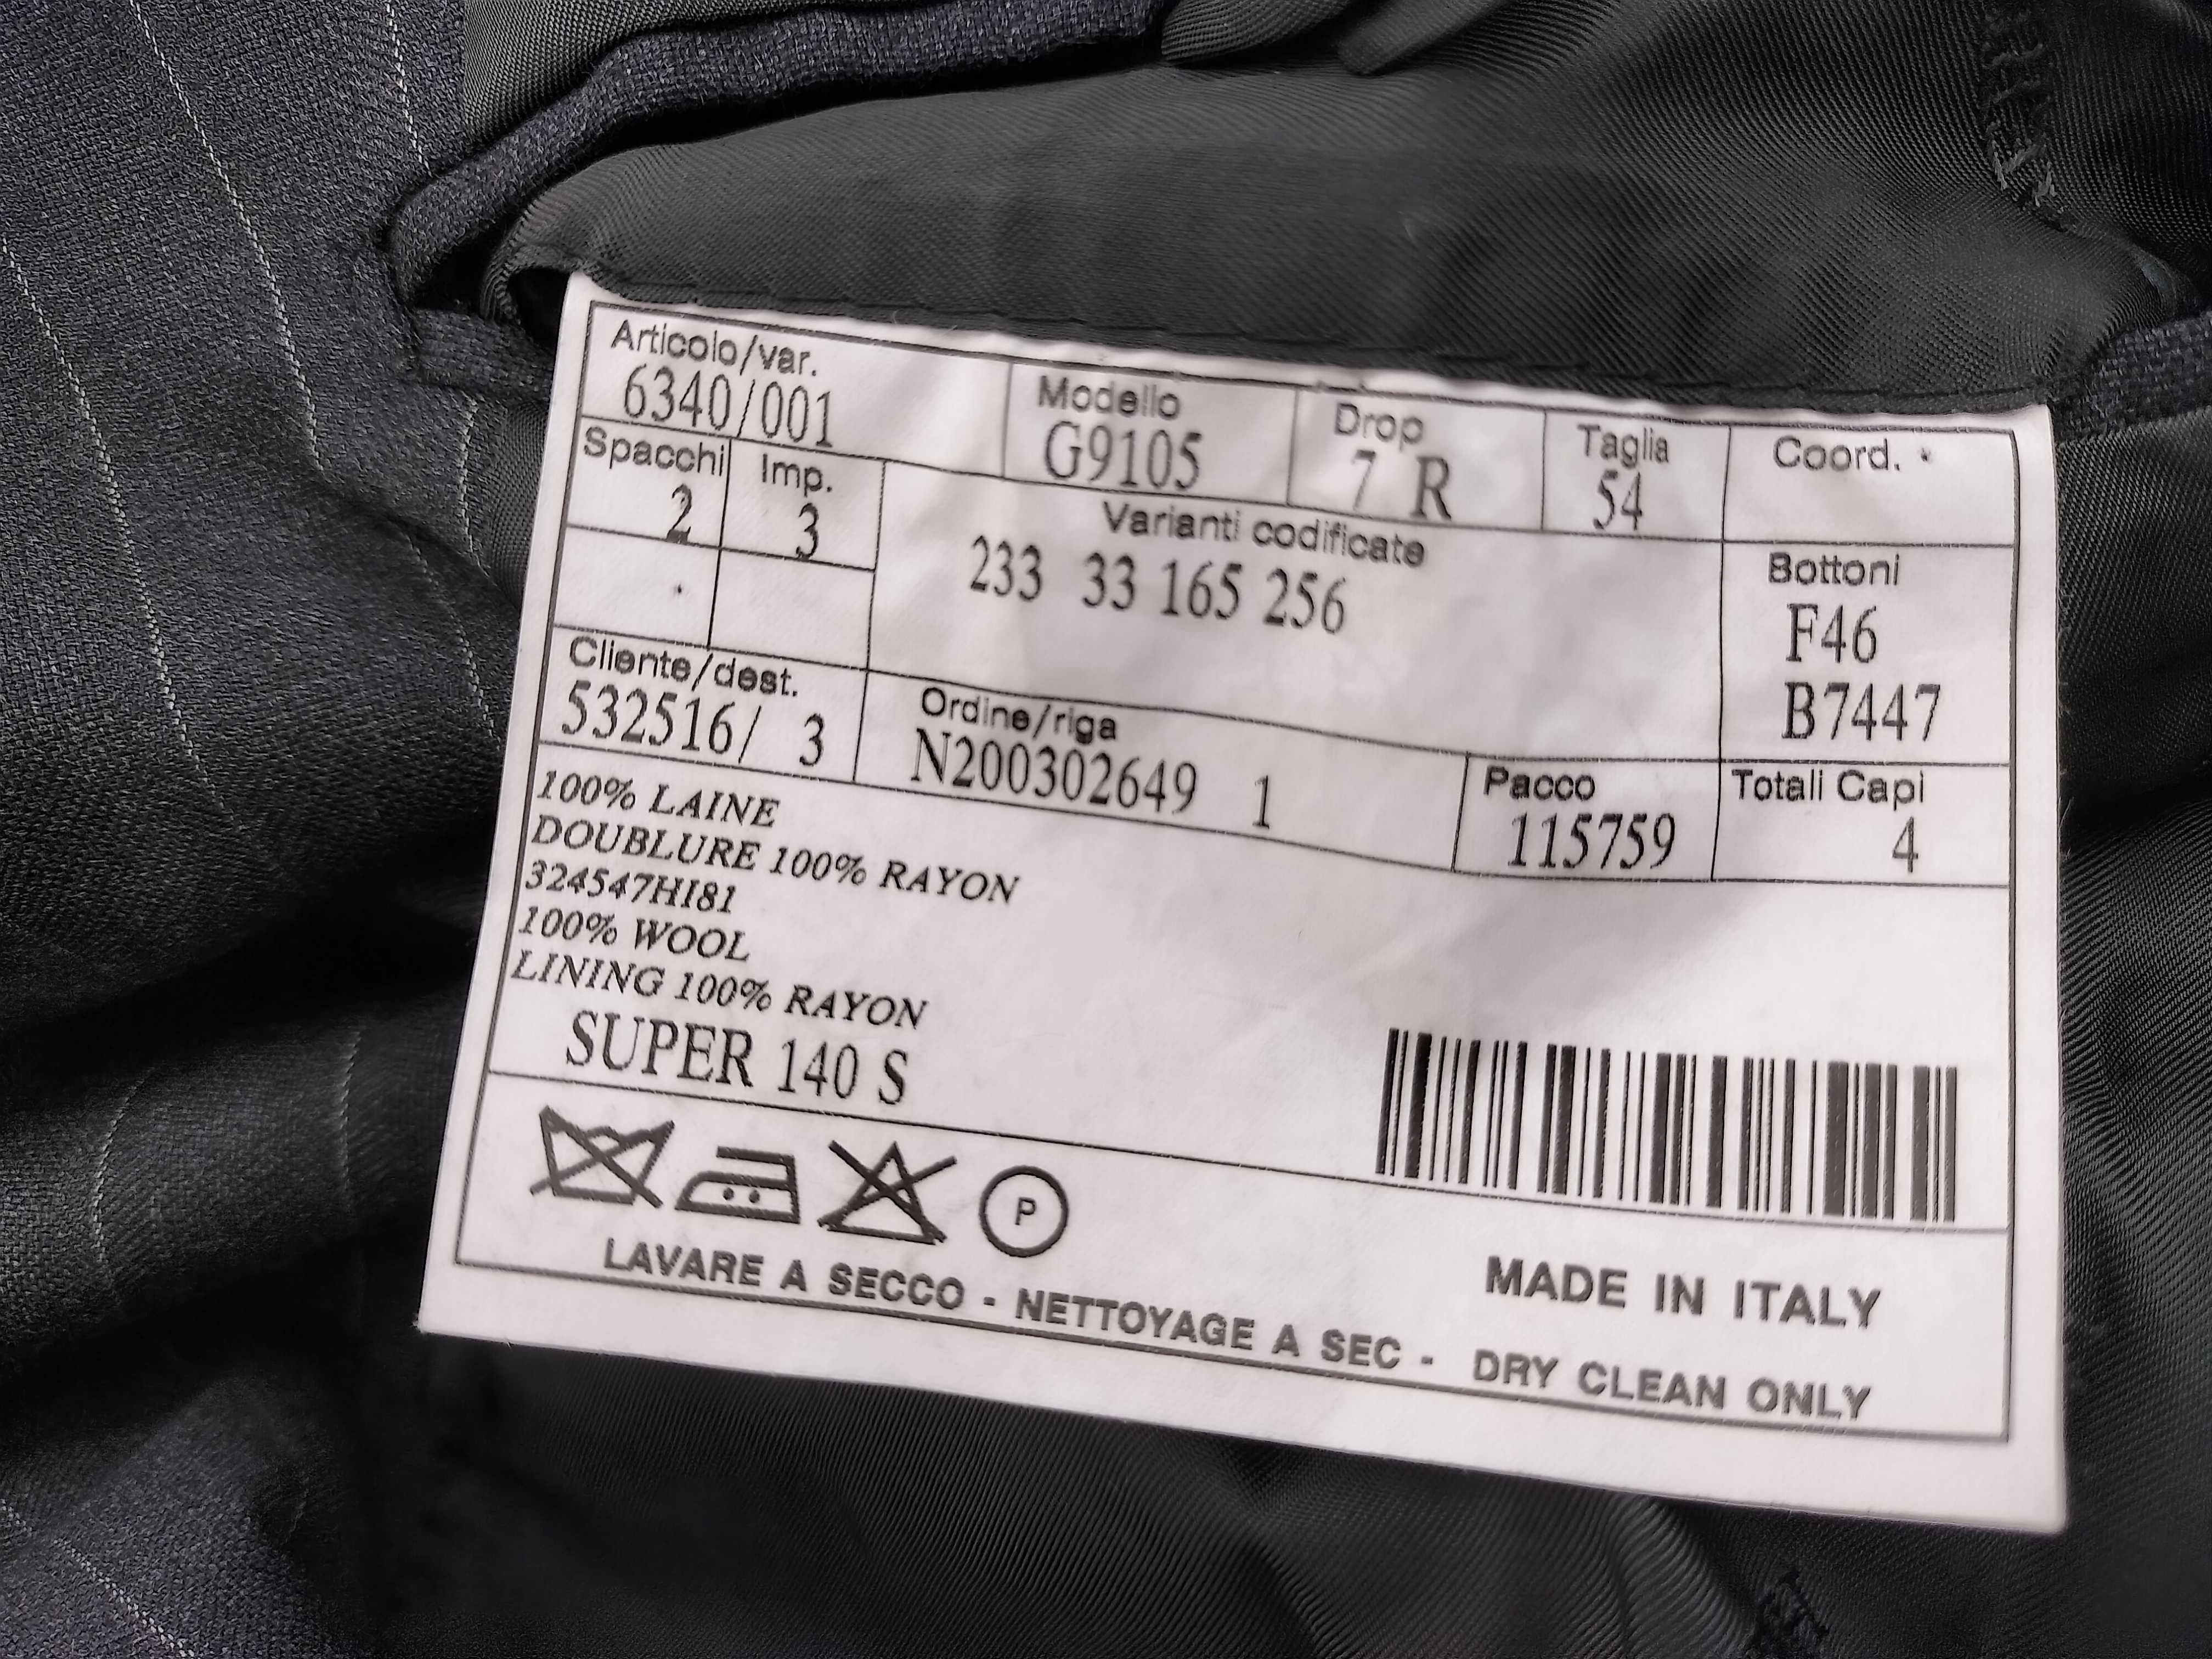 Articolo/var.
6340/001
Modello
G9105
Drop
7 R
Taglia
54
Coord.
Spacchi
2
Imp.
3
Varianti codificate
233 33 165 256
Bottoni
F46
B7447
Cliente/dest.
532516/ 3
Ordine/riga
N200302649 1
Pacco
115759
Totali Capi
4
100% LAINE
DOUBLURE 100% RAYON
324547HI81
100% WOOL
LINING 100% RAYON
SUPER 140 S
P
MADE IN ITALY
LAVARE A SECCO - NETTOYAGE A SEC - DRY CLEAN ONLY